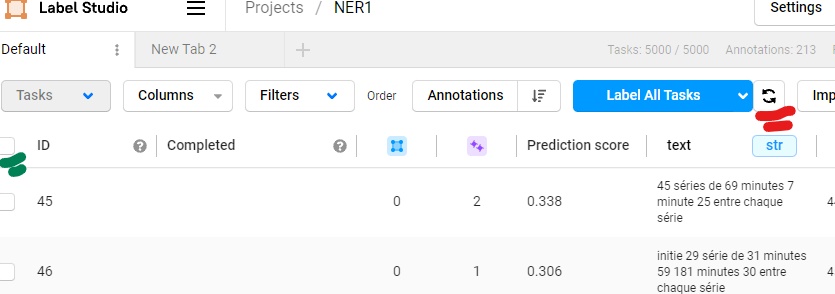 Label Studio
Projects / NER1
Settings
Default
New Tab 2
Tasks: 5000 / 5000 Annotations: 213
Tasks
Columns
Filters
Order
Annotations
Label All Tasks
ID
Completed
Prediction score
text
str
45
0
2
0.338
45 séries de 69 minutes 7
minute 25 entre chaque
série
46
0
1
0.306
initie 29 série de 31 minutes
59 181 minutes 30 entre
chaque série